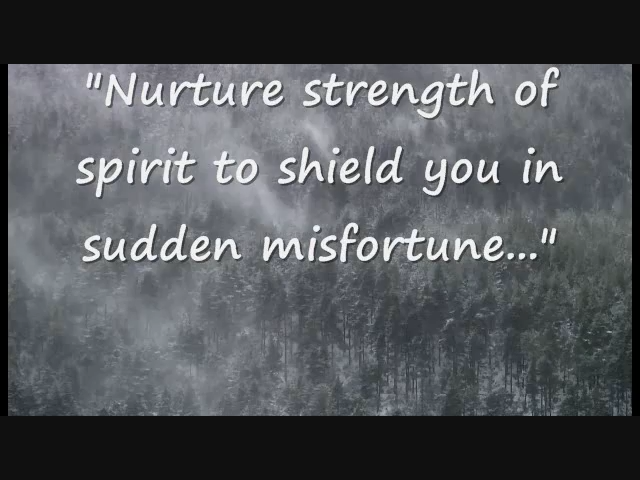 "Nurture strength of
spirit to shield you in
sudden misfortune..."